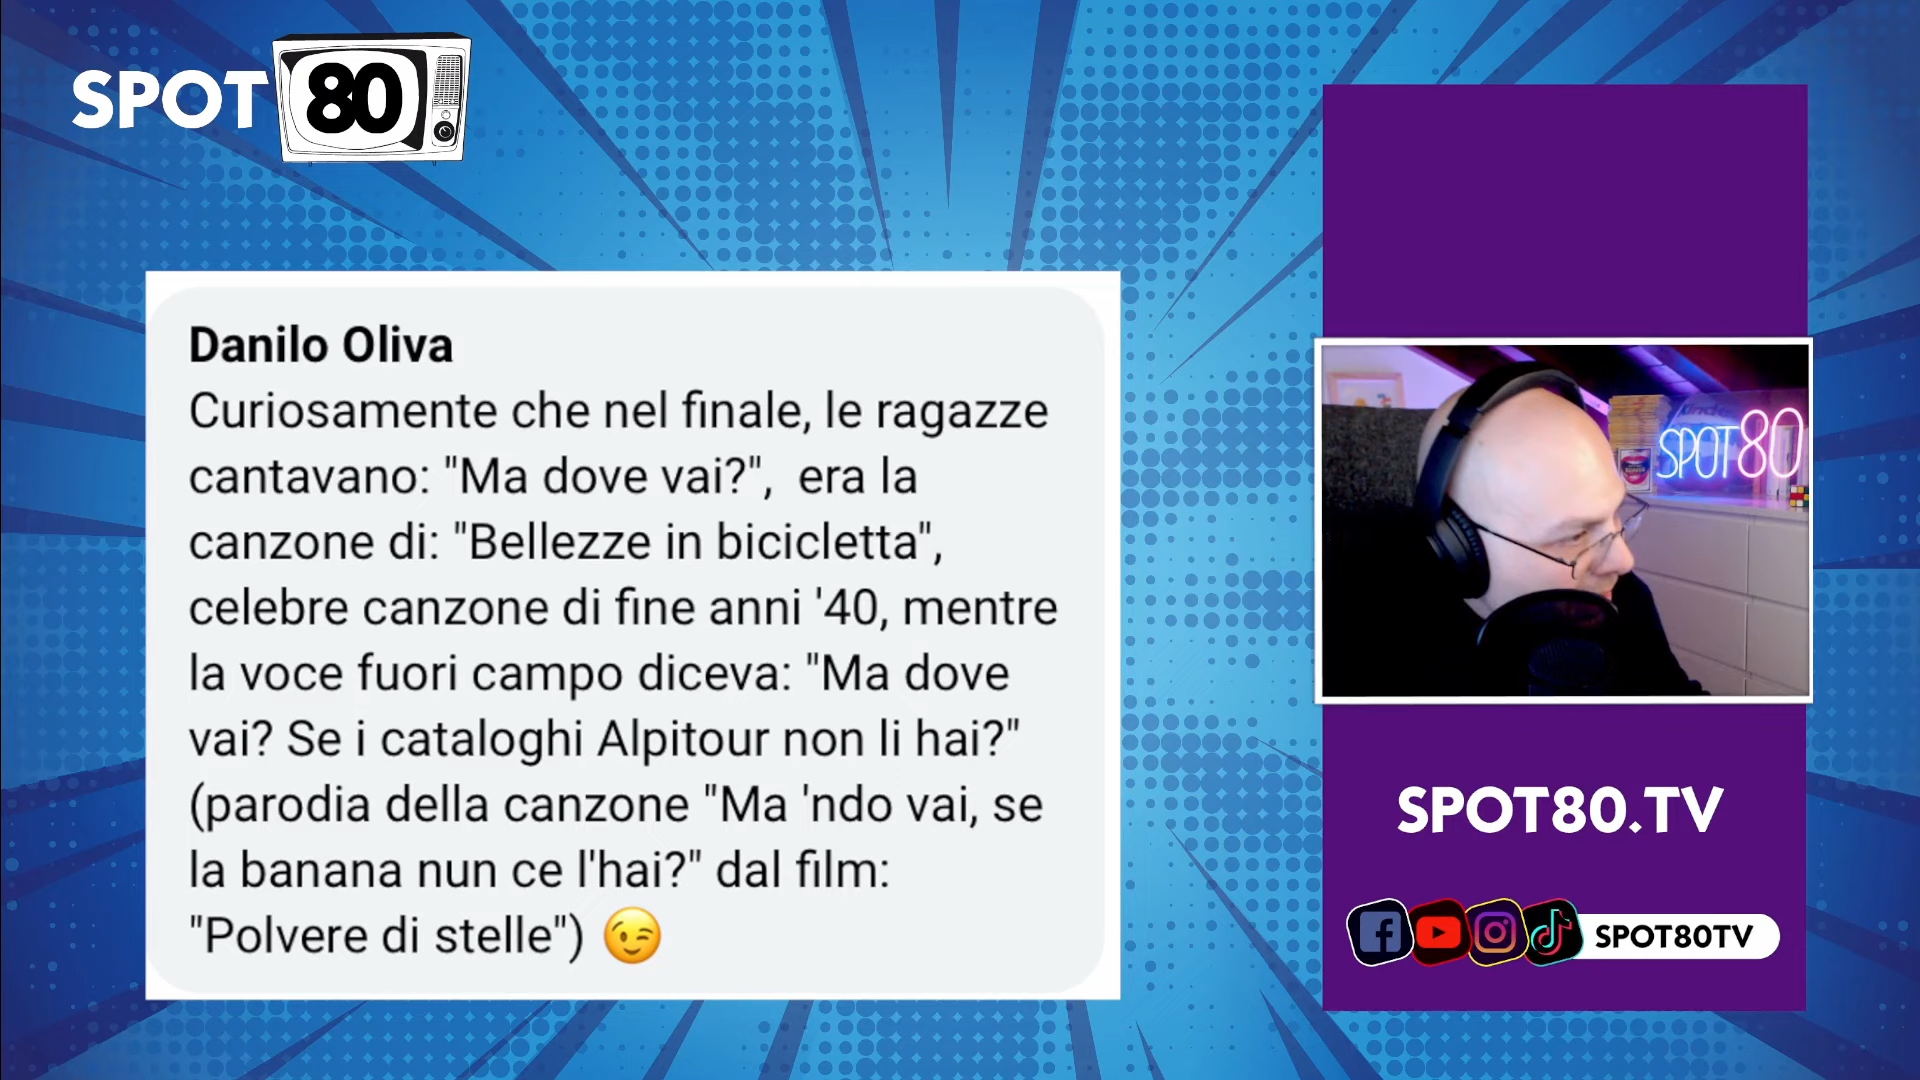 SPOT 80
Danilo Oliva
Curiosamente che nel finale, le ragazze
cantavano: "Ma dove vai?",  era la
canzone di: "Bellezze in bicicletta",
celebre canzone di fine anni '40, mentre
la voce fuori campo diceva: "Ma dove
vai? Se i cataloghi Alpitour non li hai?"
(parodia della canzone "Ma 'ndo vai, se
la banana nun ce l'hai?" dal film:
"Polvere di stelle") 😉
SPOT80
SPOT80.TV
SPOT80TV